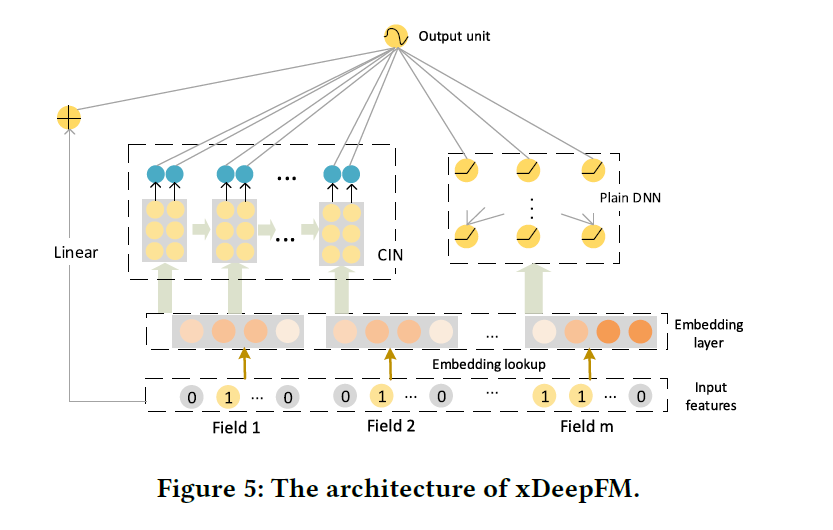 Output unit
...
Plain DNN
Linear
...
CIN
...
Embedding
layer
Embedding lookup
0 1 ... 0 0 1 ... 0 ... 1 1 ... 0
Input
features
Field 1 Field 2 Field m
Figure 5: The architecture of xDeepFM.